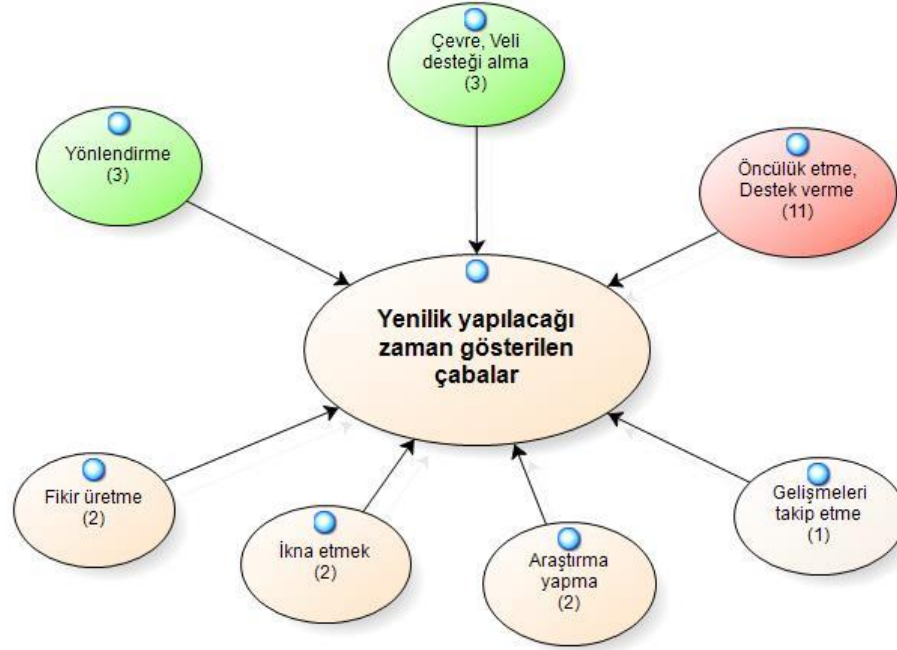 Çevre, Veli
desteği alma
(3)
Yönlendirme
(3)
Öncülük etme,
Destek verme
(11)
Yenilik yapılacağı
zaman gösterilen
çabalar
Fikir üretme
(2)
İkna etmek
(2)
Araştırma
yapma
(2)
Gelişmeleri
takip etme
(1)